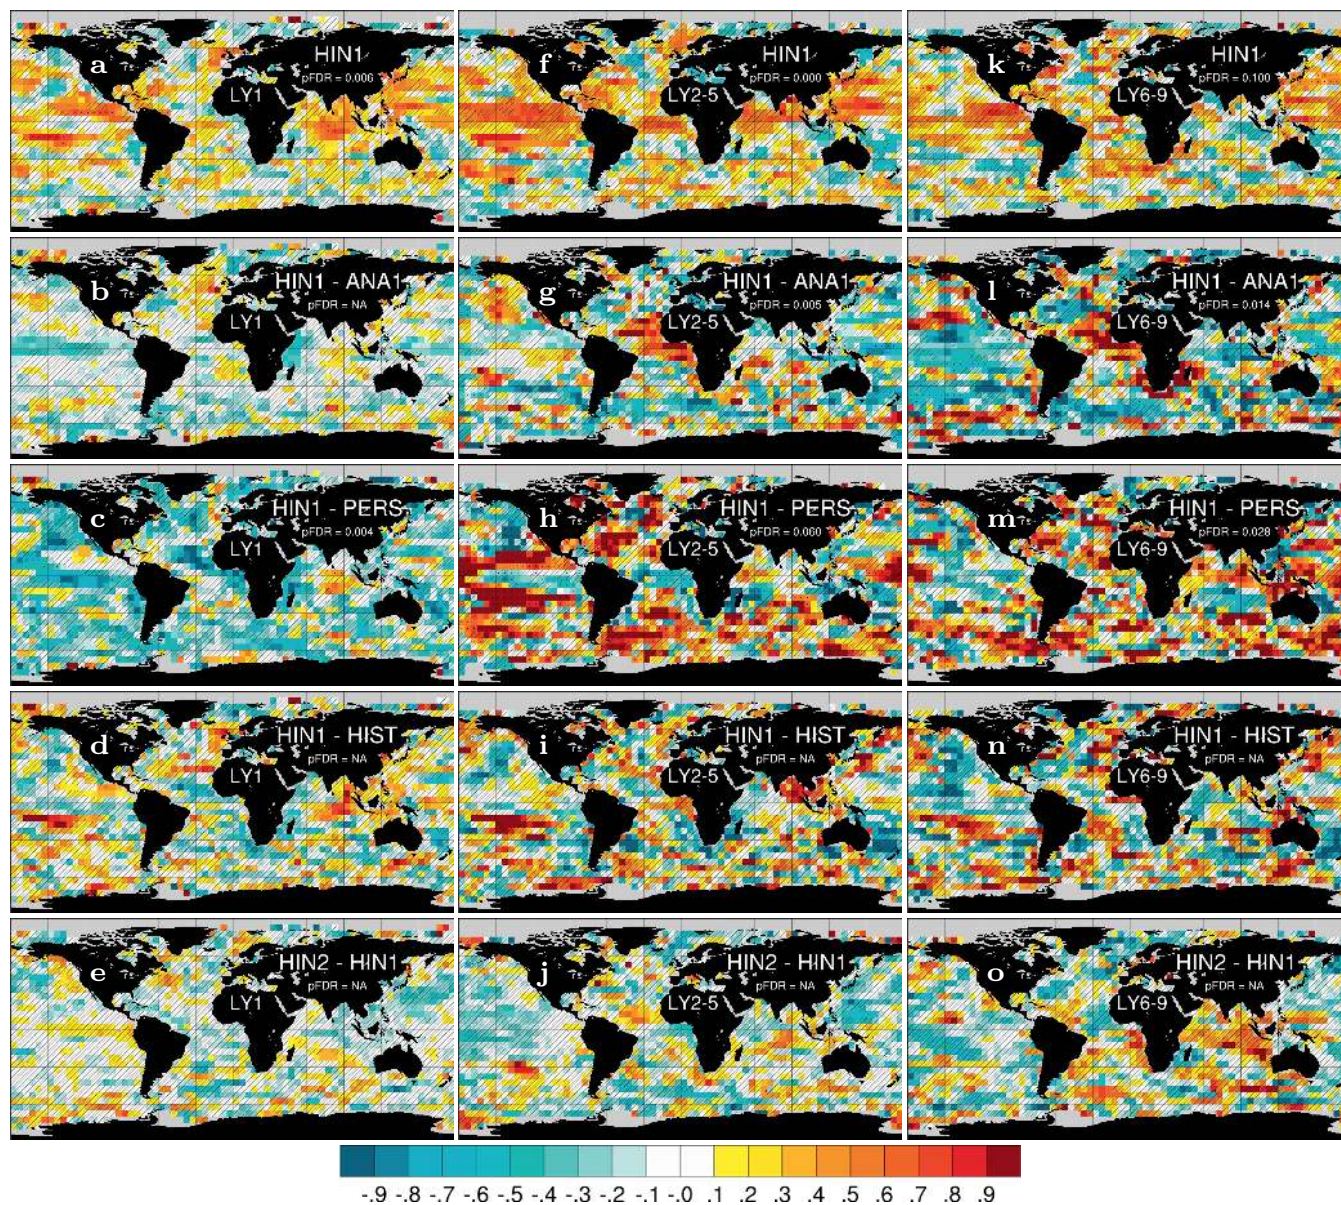 a HIN1 pFDR = 0.006 LY1
f HIN1 pFDR = 0.000 LY2-5
k HIN1 pFDR = 0.100 LY6-9
b HIN1 - ANA1 pFDR = NA LY1
g HIN1 - ANA1 pFDR = 0.005 LY2-5
l HIN1 - ANA1 pFDR = 0.014 LY6-9
c HIN1 - PERS pFDR = 0.004 LY1
h HIN1 - PERS pFDR = 0.060 LY2-5
m HIN1 - PERS pFDR = 0.028 LY6-9
d HIN1 - HIST pFDR = NA LY1
i HIN1 - HIST pFDR = NA LY2-5
n HIN1 - HIST pFDR = NA LY6-9
e HIN2 - HIN1 pFDR = NA LY1
j HIN2 - HIN1 pFDR = NA LY2-5
o HIN2 - HIN1 pFDR = NA LY6-9
-.9 -.8 -.7 -.6 -.5 -.4 -.3 -.2 -.1 -.0 .1 .2 .3 .4 .5 .6 .7 .8 .9